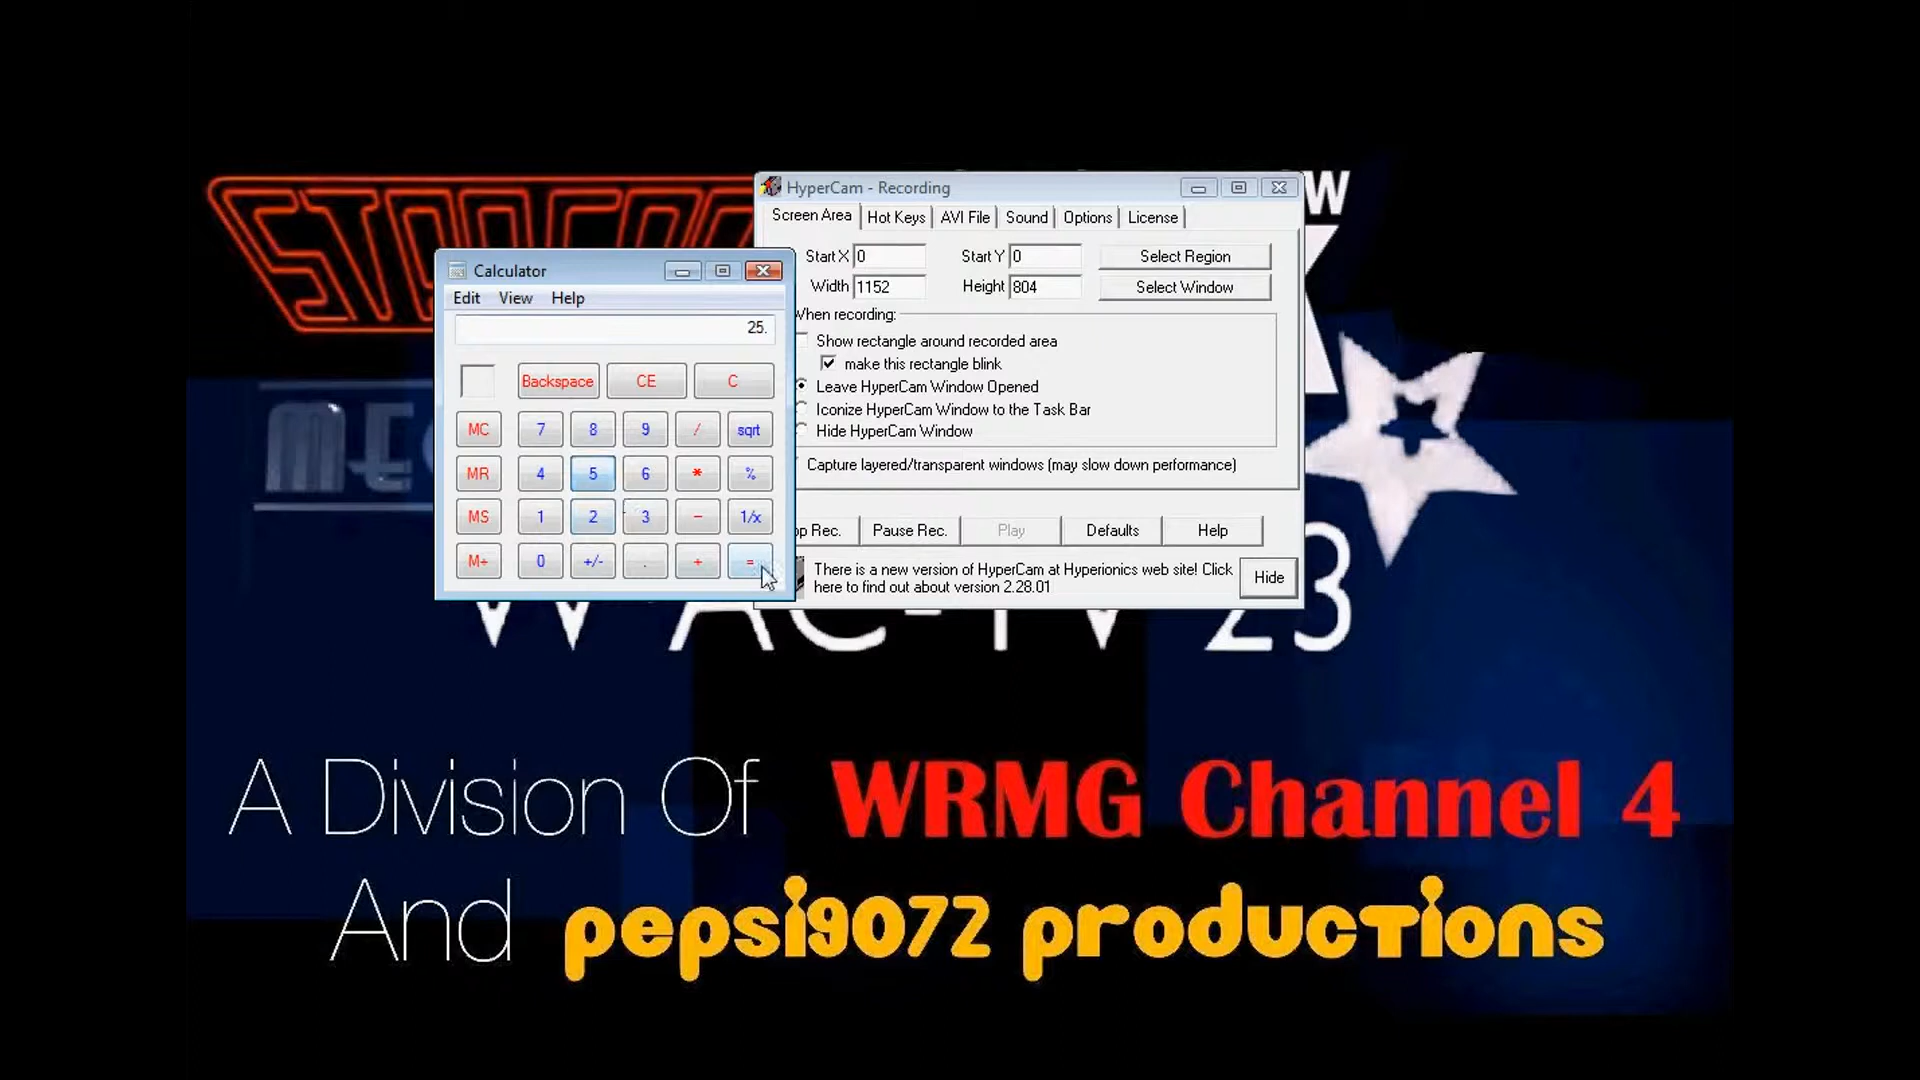 HyperCam - Recording
Screen Area Hot Keys AVI File Sound Options License
Start X 0 Start Y 0 Select Region
Width 1152 Height 804 Select Window
When recording:
Show rectangle around recorded area
make this rectangle blink
Leave HyperCam Window Opened
Iconize HyperCam Window to the Task Bar
Hide HyperCam Window
Capture layered/transparent windows (may slow down performance)
op Rec. Pause Rec. Play Defaults Help
There is a new version of HyperCam at Hyperionics web site! Click
here to find out about version 2.28.01
Hide
Calculator
Edit View Help
25.
Backspace CE C
MC 7 8 9 / sqrt
MR 4 5 6 * %
MS 1 2 3 - 1/x
M+ 0 +/- . + =
W
WAC-TV 23
A Division Of WRMG Channel 4
And pepsi9072 productions